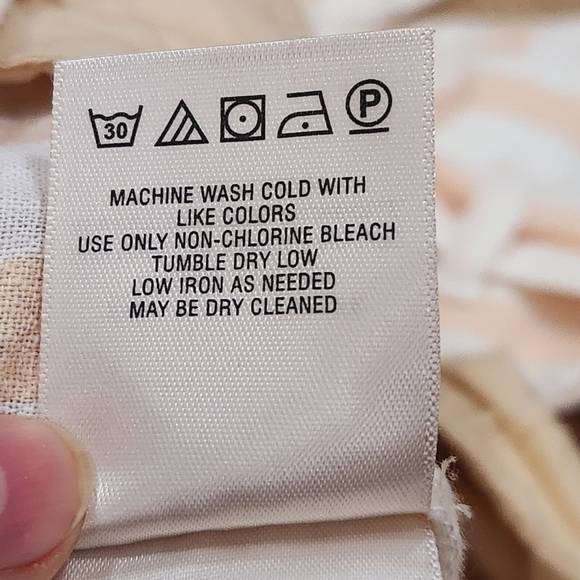 30 P
MACHINE WASH COLD WITH
LIKE COLORS
USE ONLY NON-CHLORINE BLEACH
TUMBLE DRY LOW
LOW IRON AS NEEDED
MAY BE DRY CLEANED